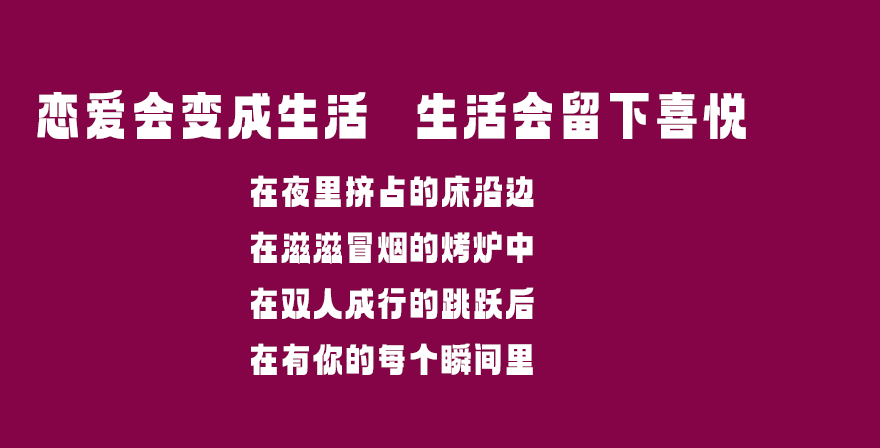 恋爱会变成生活 生活会留下喜悦
在夜里挤占的床沿边
在滋滋冒烟的烤炉中
在双人成行的跳跃后
在有你的每个瞬间里